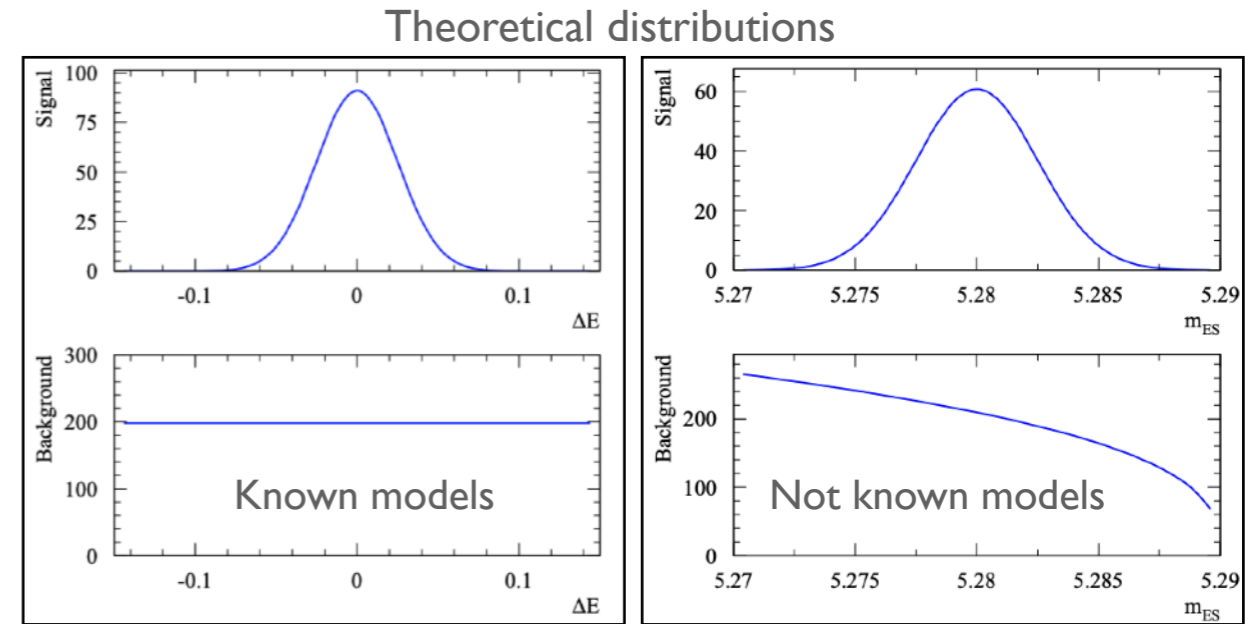 Theoretical distributions
Signal
100
75
50
25
0
-0.1
0
0.1
ΔE
Background
300
200
100
0
Known models
-0.1
0
0.1
ΔE
Signal
60
40
20
0
5.27
5.275
5.28
5.285
5.29
m_ES
Background
200
100
0
Not known models
5.27
5.275
5.28
5.285
5.29
m_ES